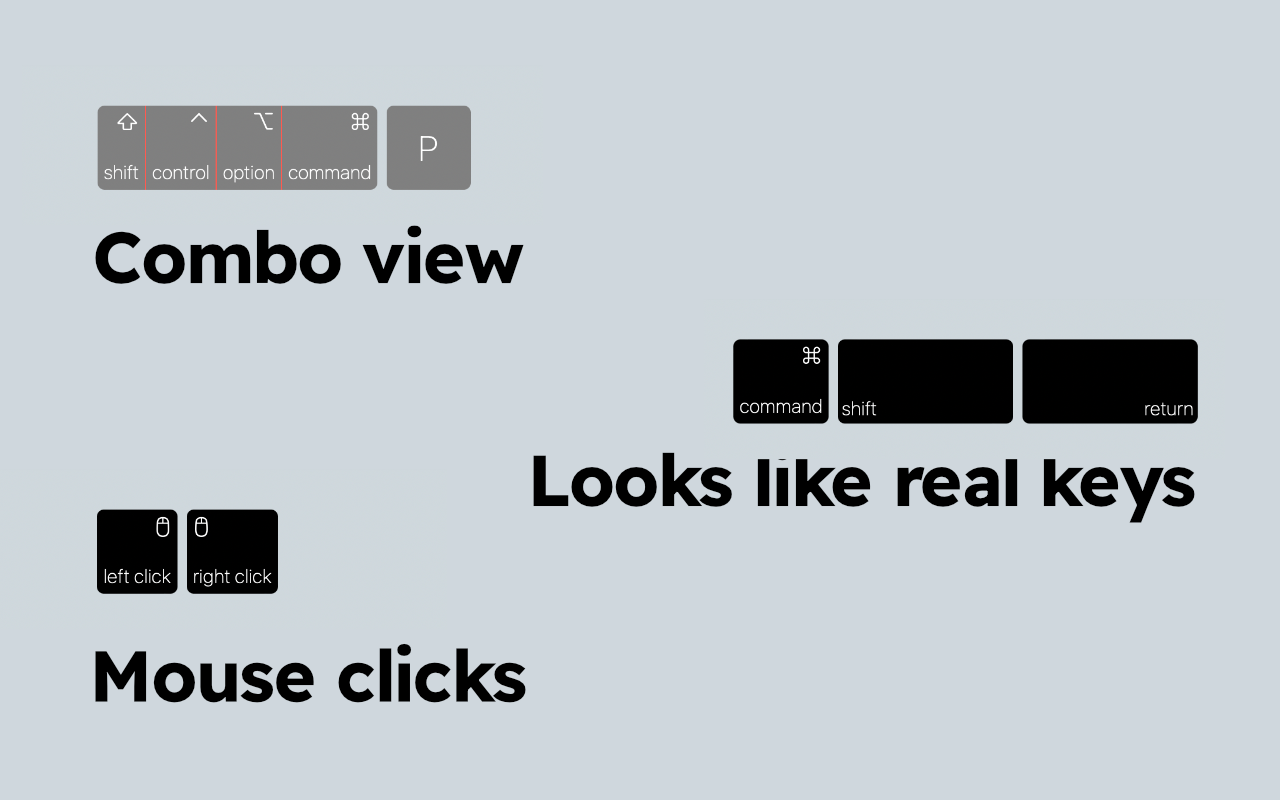 ⇧ ^ ⌥ ⌘
shift control option command P
Combo view
⌘
command shift return
Looks like real keys
left click right click
Mouse clicks